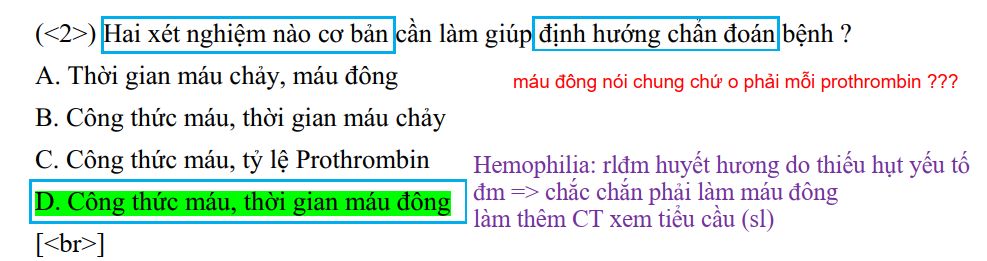 (<2>) Hai xét nghiệm nào cơ bản cần làm giúp định hướng chẩn đoán bệnh ?
A. Thời gian máu chảy, máu đông
máu đông nói chung chứ o phải mỗi prothrombin ???
B. Công thức máu, thời gian máu chảy
C. Công thức máu, tỷ lệ Prothrombin
Hemophilia: rlđm huyết hương do thiếu hụt yếu tố
D. Công thức máu, thời gian máu đông
đm => chắc chắn phải làm máu đông
làm thêm CT xem tiểu cầu (sl)
[<br>]